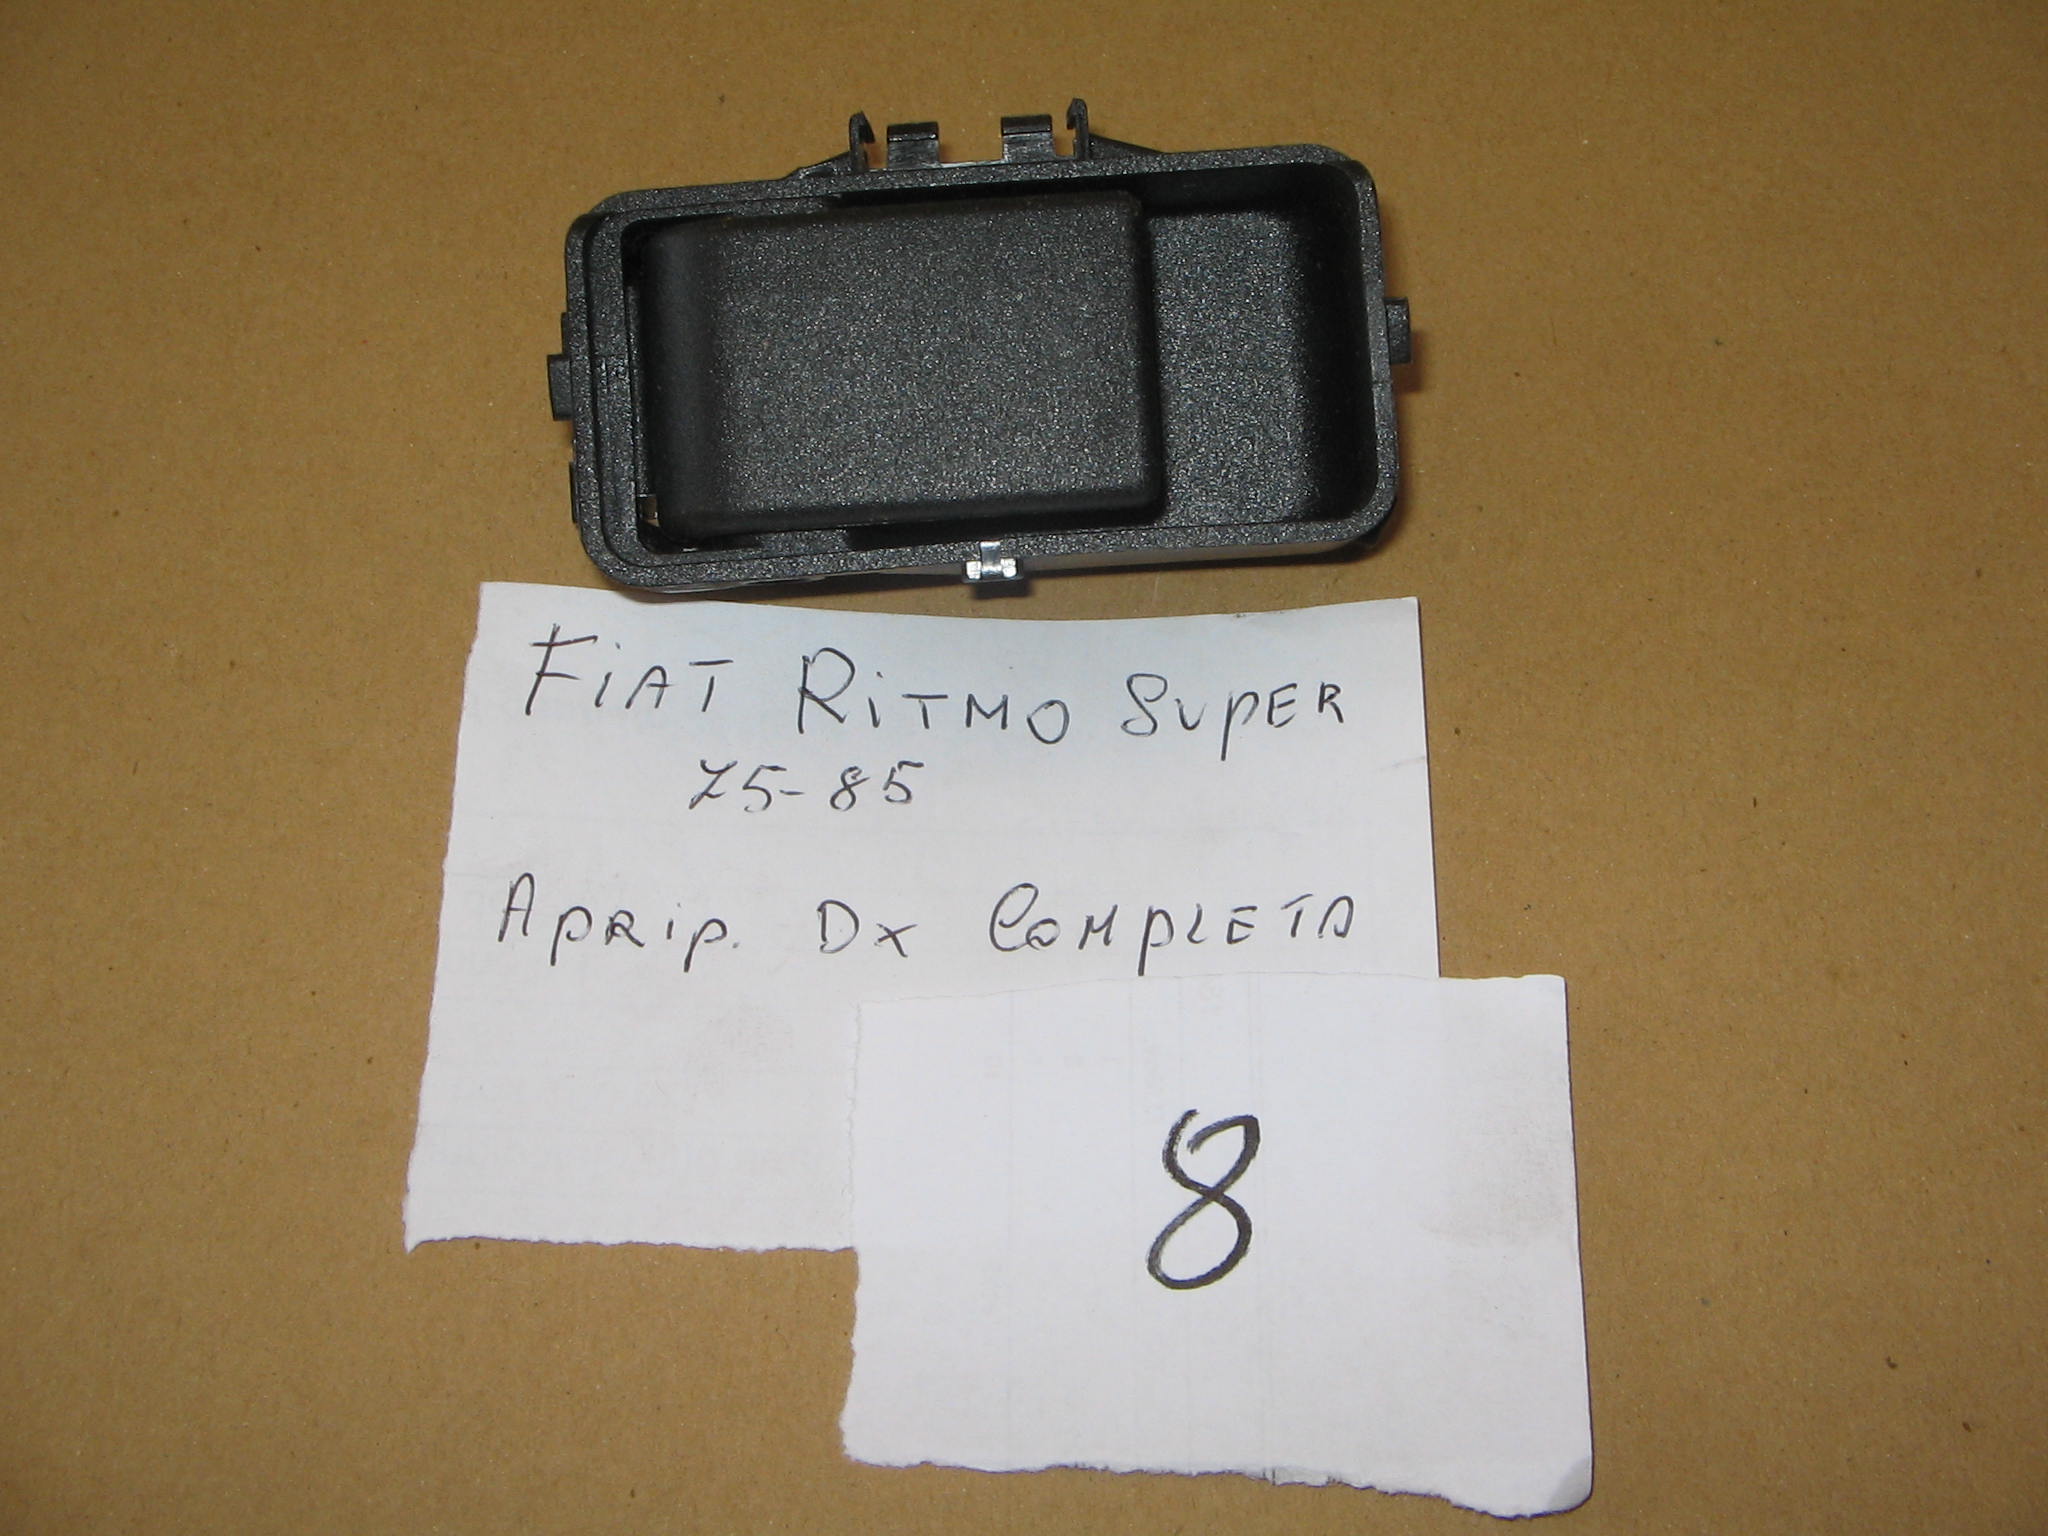 FIAT RITMO SUPER
75-85
APRIP. DX COMPLETA
8